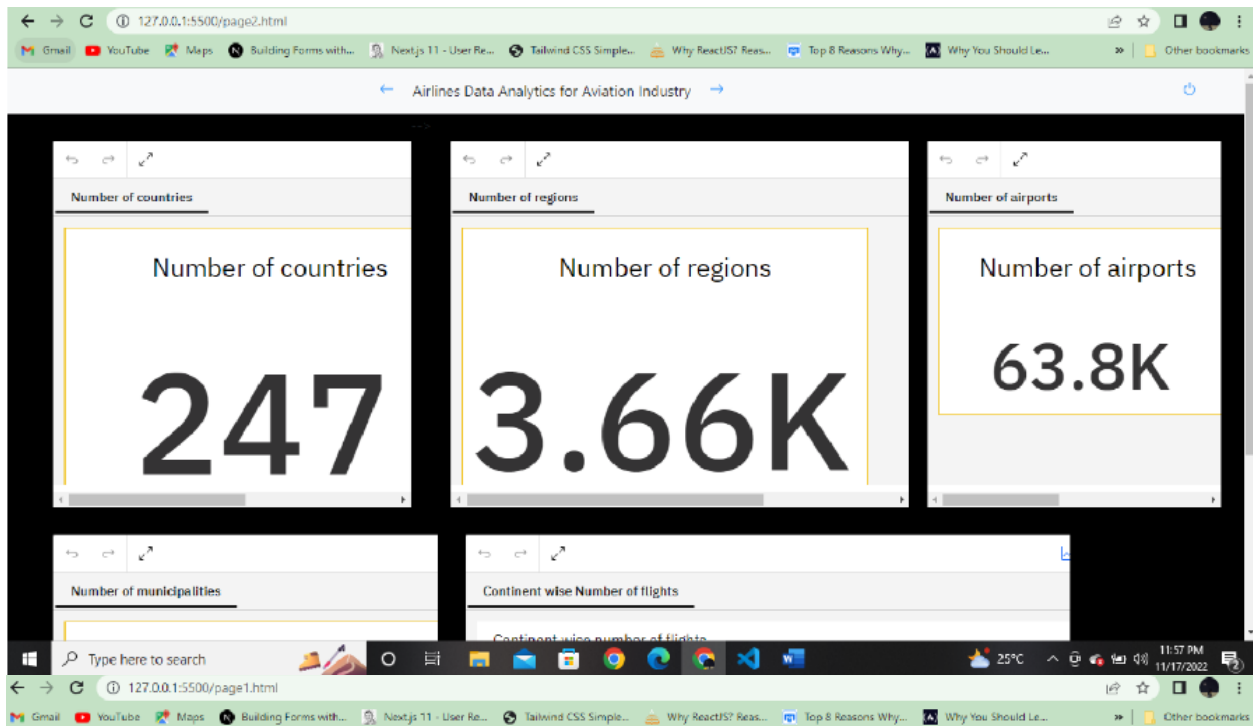 127.0.0.1:5500/page2.html
Gmail YouTube Maps Building Forms with... Next.js 11 - User Re... Tailwind CSS Simple... Why ReactJS? Reas... Top 8 Reasons Why... Why You Should Le... » Other bookmarks
Airlines Data Analytics for Aviation Industry
-->
Number of countries Number of regions Number of airports
Number of countries Number of regions Number of airports
247 3.66K 63.8K
Number of municipalities Continent wise Number of flights
Continent wise number of flights
Type here to search 25°C 11:57 PM
11/17/2022
2
127.0.0.1:5500/page1.html
Gmail YouTube Maps Building Forms with... Next.js 11 - User Re... Tailwind CSS Simple... Why ReactJS? Reas... Top 8 Reasons Why... Why You Should Le... » Other bookmarks